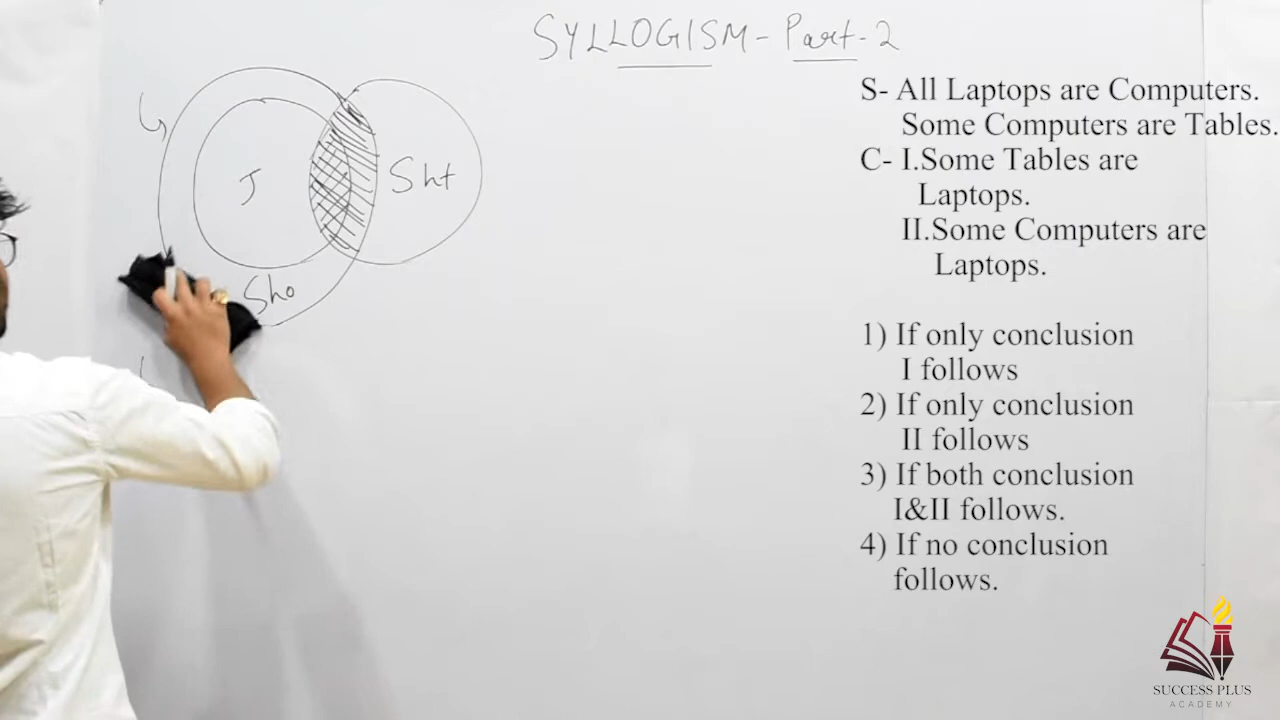 SYLLOGISM - Part - 2
S- All Laptops are Computers.
Some Computers are Tables.
C- I.Some Tables are
Laptops.
II.Some Computers are
Laptops.
1) If only conclusion
I follows
2) If only conclusion
II follows
3) If both conclusion
I&II follows.
4) If no conclusion
follows.
J
Sht
Sho
SUCCESS PLUS
ACADEMY